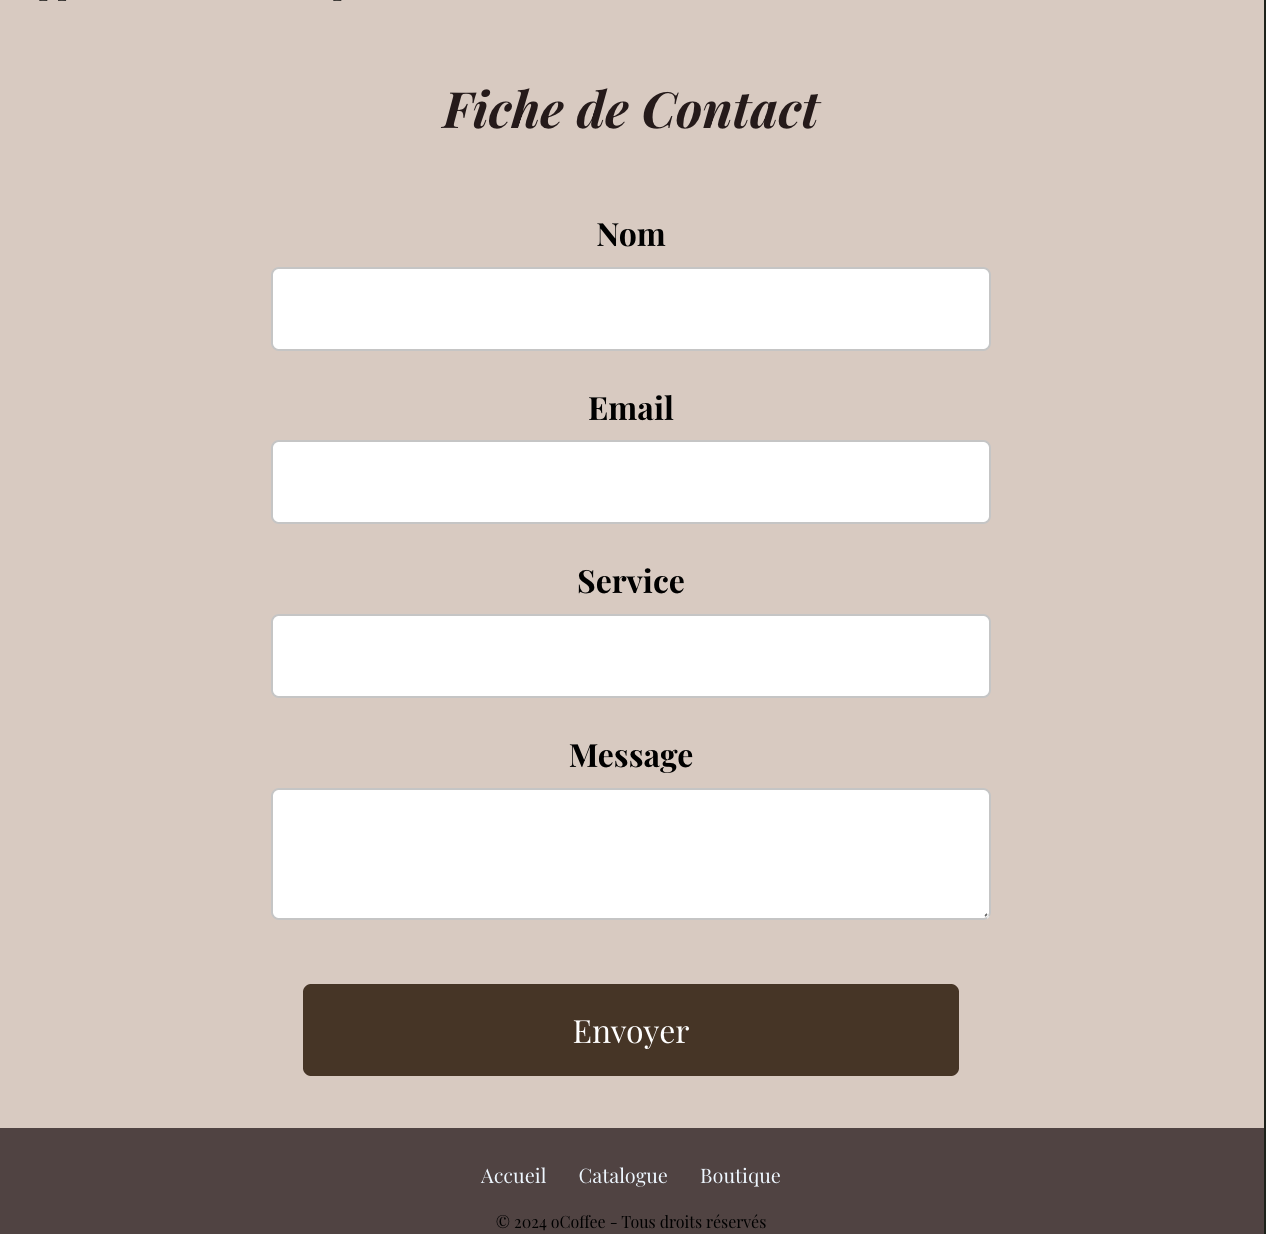 Fiche de Contact
Nom
Email
Service
Message
Envoyer
Accueil Catalogue Boutique
© 2024 oCoffee - Tous droits réservés